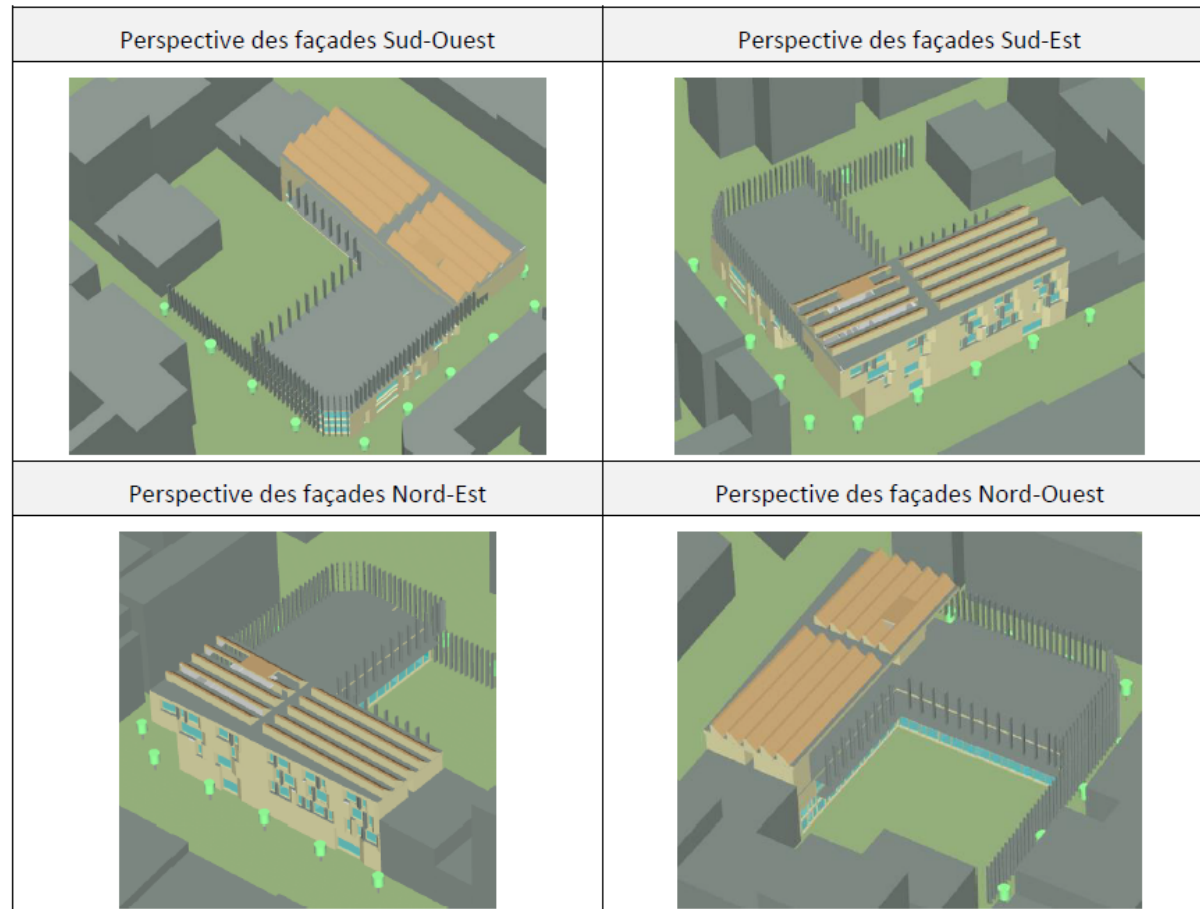 Perspective des façades Sud-Ouest
Perspective des façades Sud-Est
Perspective des façades Nord-Est
Perspective des façades Nord-Ouest